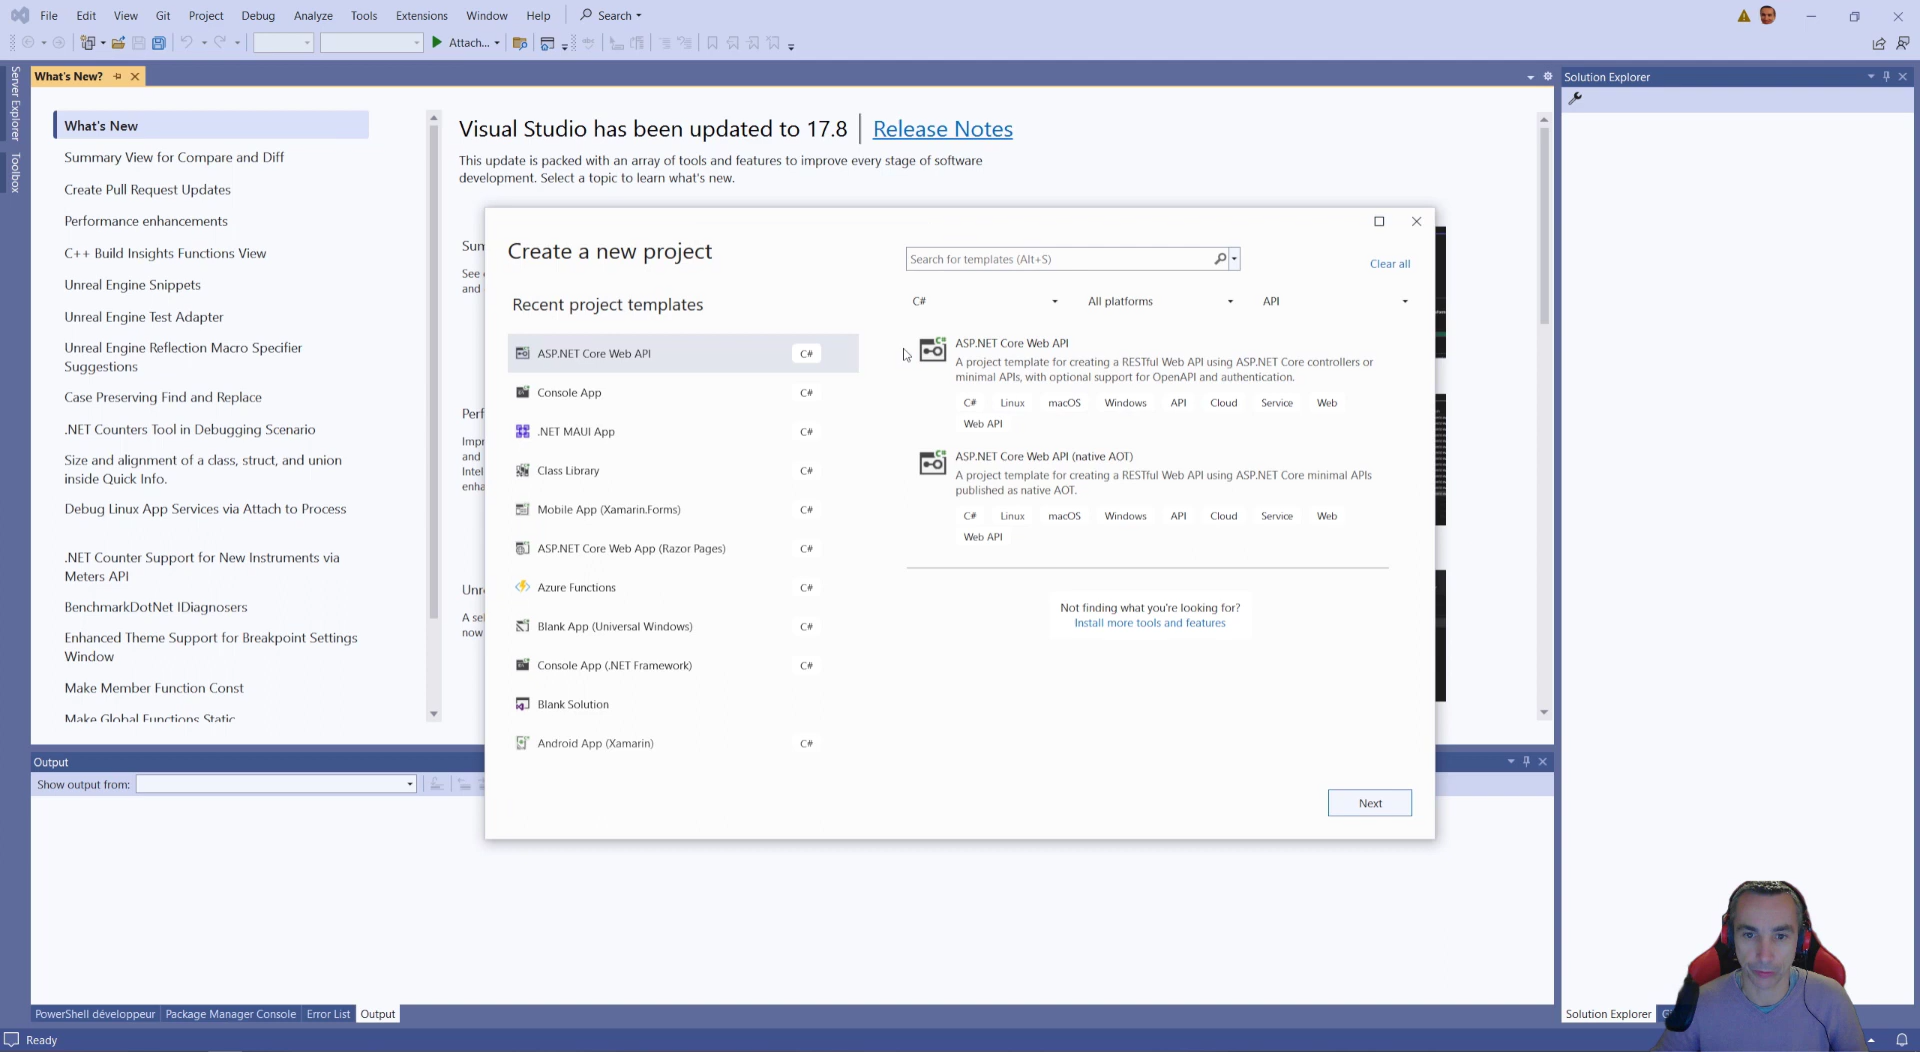 File Edit View Git Project Debug Analyze Tools Extensions Window Help Search
Attach...
Server Explorer
Toolbox
What's New?
What's New
Summary View for Compare and Diff
Create Pull Request Updates
Performance enhancements
C++ Build Insights Functions View
Unreal Engine Snippets
Unreal Engine Test Adapter
Unreal Engine Reflection Macro Specifier
Suggestions
Case Preserving Find and Replace
.NET Counters Tool in Debugging Scenario
Size and alignment of a class, struct, and union
inside Quick Info.
Debug Linux App Services via Attach to Process
.NET Counter Support for New Instruments via
Meters API
BenchmarkDotNet IDiagnosers
Enhanced Theme Support for Breakpoint Settings
Window
Make Member Function Const
Make Global Functions Static
Visual Studio has been updated to 17.8 | Release Notes
This update is packed with an array of tools and features to improve every stage of software
development. Select a topic to learn what's new.
See
and
and
now
Create a new project
Recent project templates
ASP.NET Core Web API C#
Console App C#
.NET MAUI App C#
Class Library C#
Mobile App (Xamarin.Forms) C#
ASP.NET Core Web App (Razor Pages) C#
Azure Functions C#
Blank App (Universal Windows) C#
Console App (.NET Framework) C#
Blank Solution
Android App (Xamarin) C#
Search for templates (Alt+S)
Clear all
C# All platforms API
ASP.NET Core Web API
A project template for creating a RESTful Web API using ASP.NET Core controllers or
minimal APIs, with optional support for OpenAPI and authentication.
C# Linux macOS Windows API Cloud Service Web
Web API
ASP.NET Core Web API (native AOT)
A project template for creating a RESTful Web API using ASP.NET Core minimal APIs
published as native AOT.
C# Linux macOS Windows API Cloud Service Web
Web API
Not finding what you're looking for?
Install more tools and features
Next
Solution Explorer
Output
Show output from:
PowerShell développeur Package Manager Console Error List Output
Solution Explorer
Ready